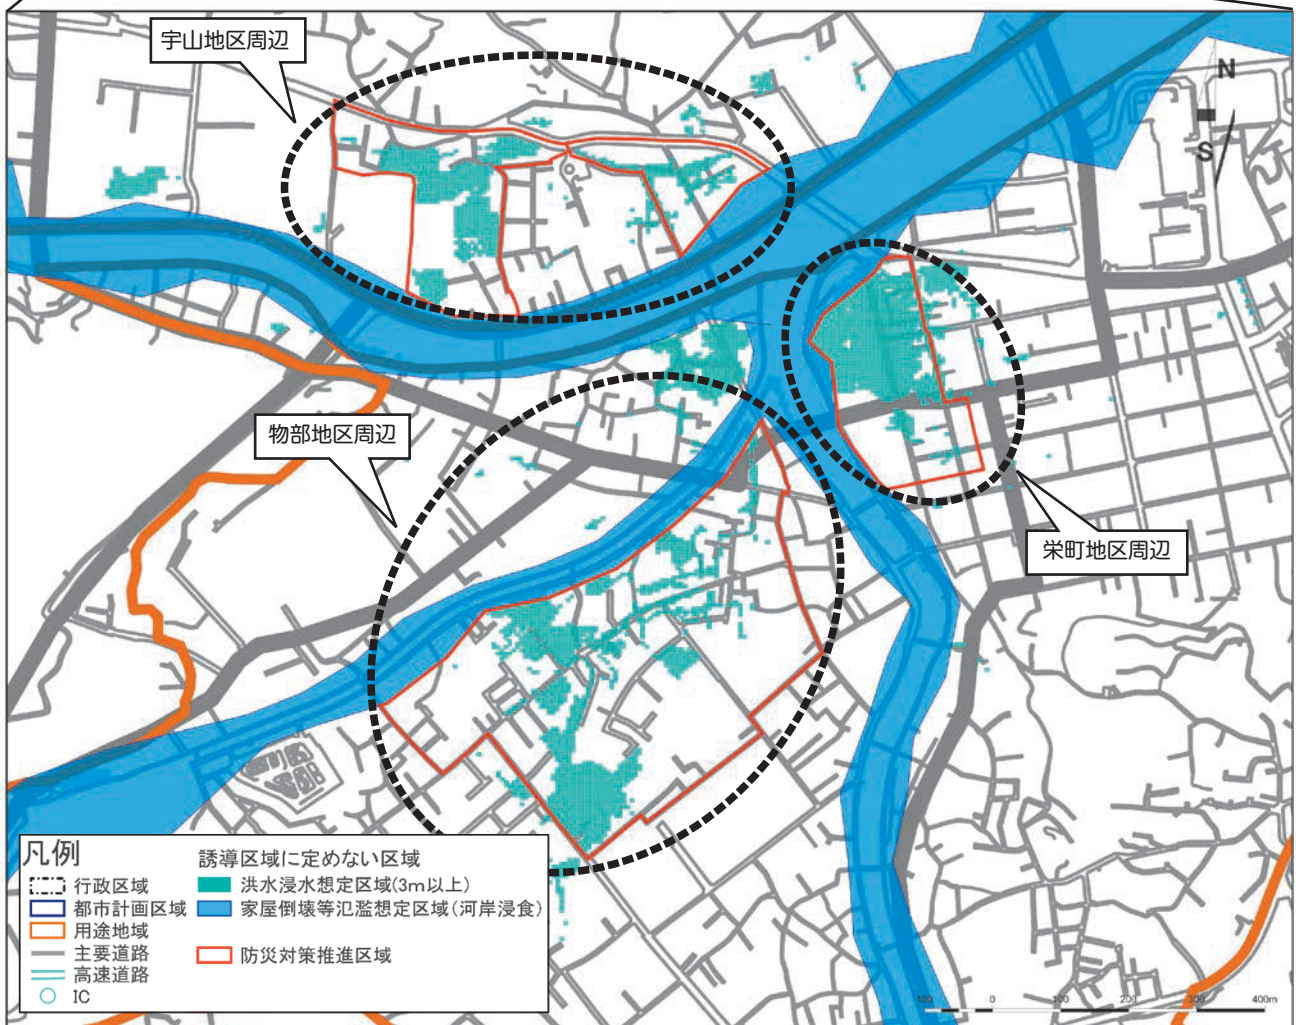 宇山地区周辺
N
S
物部地区周辺
栄町地区周辺
凡例
行政区域
都市計画区域
用途地域
主要道路
高速道路
IC
誘導区域に定めない区域
洪水浸水想定区域(3m以上)
家屋倒壊等氾濫想定区域(河岸浸食)
防災対策推進区域
100 0 100 200 300 400m